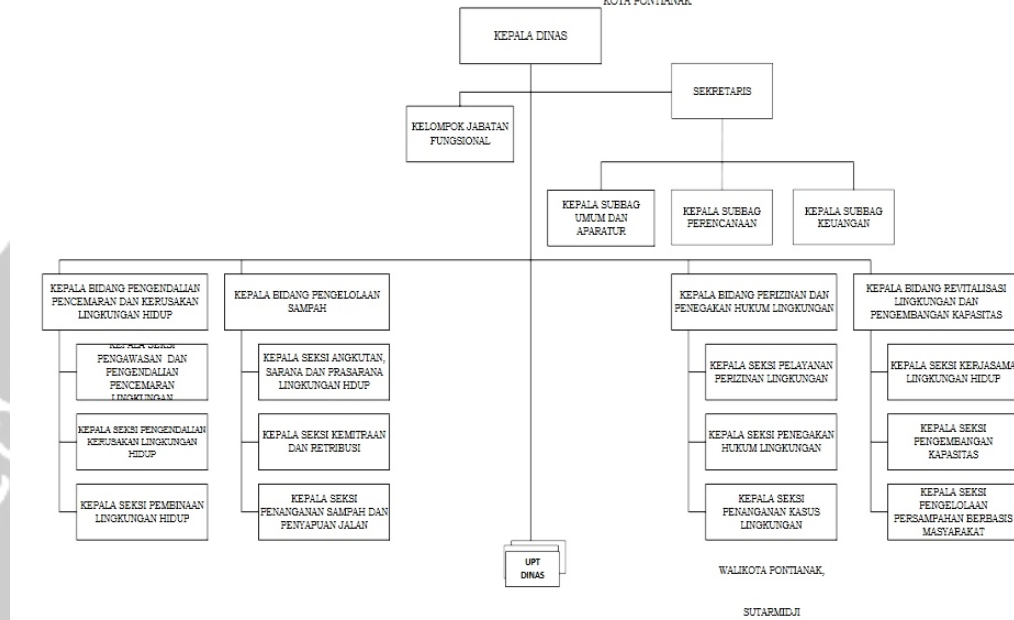 KOTA PONTIANAK
KEPALA DINAS
SEKRETARIS
KELOMPOK JABATAN
FUNGSIONAL
KEPALA SUBBAG
UMUM DAN
APARATUR
KEPALA SUBBAG
PERENCANAAN
KEPALA SUBBAG
KEUANGAN
KEPALA BIDANG PENGENDALIAN
PENCEMARAN DAN KERUSAKAN
LINGKUNGAN HIDUP
KEPALA SEKSI
PENGAWASAN DAN
PENGENDALIAN
PENCEMARAN
LINGKUNGAN
KEPALA SEKSI PENGENDALIAN
KERUSAKAN LINGKUNGAN
HIDUP
KEPALA SEKSI PEMBINAAN
LINGKUNGAN HIDUP
KEPALA BIDANG PENGELOLAAN
SAMPAH
KEPALA SEKSI ANGKUTAN,
SARANA DAN PRASARANA
LINGKUNGAN HDUP
KEPALA SEKSI KEMITRAAN
DAN RETRIBUSI
KEPALA SEKSI
PENANGANAN SAMPAH DAN
PENYAPUAN JALAN
KEPALA BIDANG PERIZINAN DAN
PENEGAKAN HUKUM LINGKUNGAN
KEPALA SEKSI PELAYANAN
PERIZINAN LINGKUNGAN
KEPALA SEKSI PENEGAKAN
HUKUM LINGKUNGAN
KEPALA SEKSI
PENANGANAN KASUS
LINGKUNGAN
KEPALA BIDANG REVITALISASI
LINGKUNGAN DAN
PENGEMBANGAN KAPASITAS
KEPALA SEKSI KERJASAMA
LINGKUNGAN HIDUP
KEPALA SEKSI
PENGEMBANGAN
KAPASITAS
KEPALA SEKSI
PENGELOLAAN
PERSAMPAHAN BERBASIS
MASYARAKAT
UPT
DINAS
WALIKOTA PONTIANAK,
SUTARMIDJI